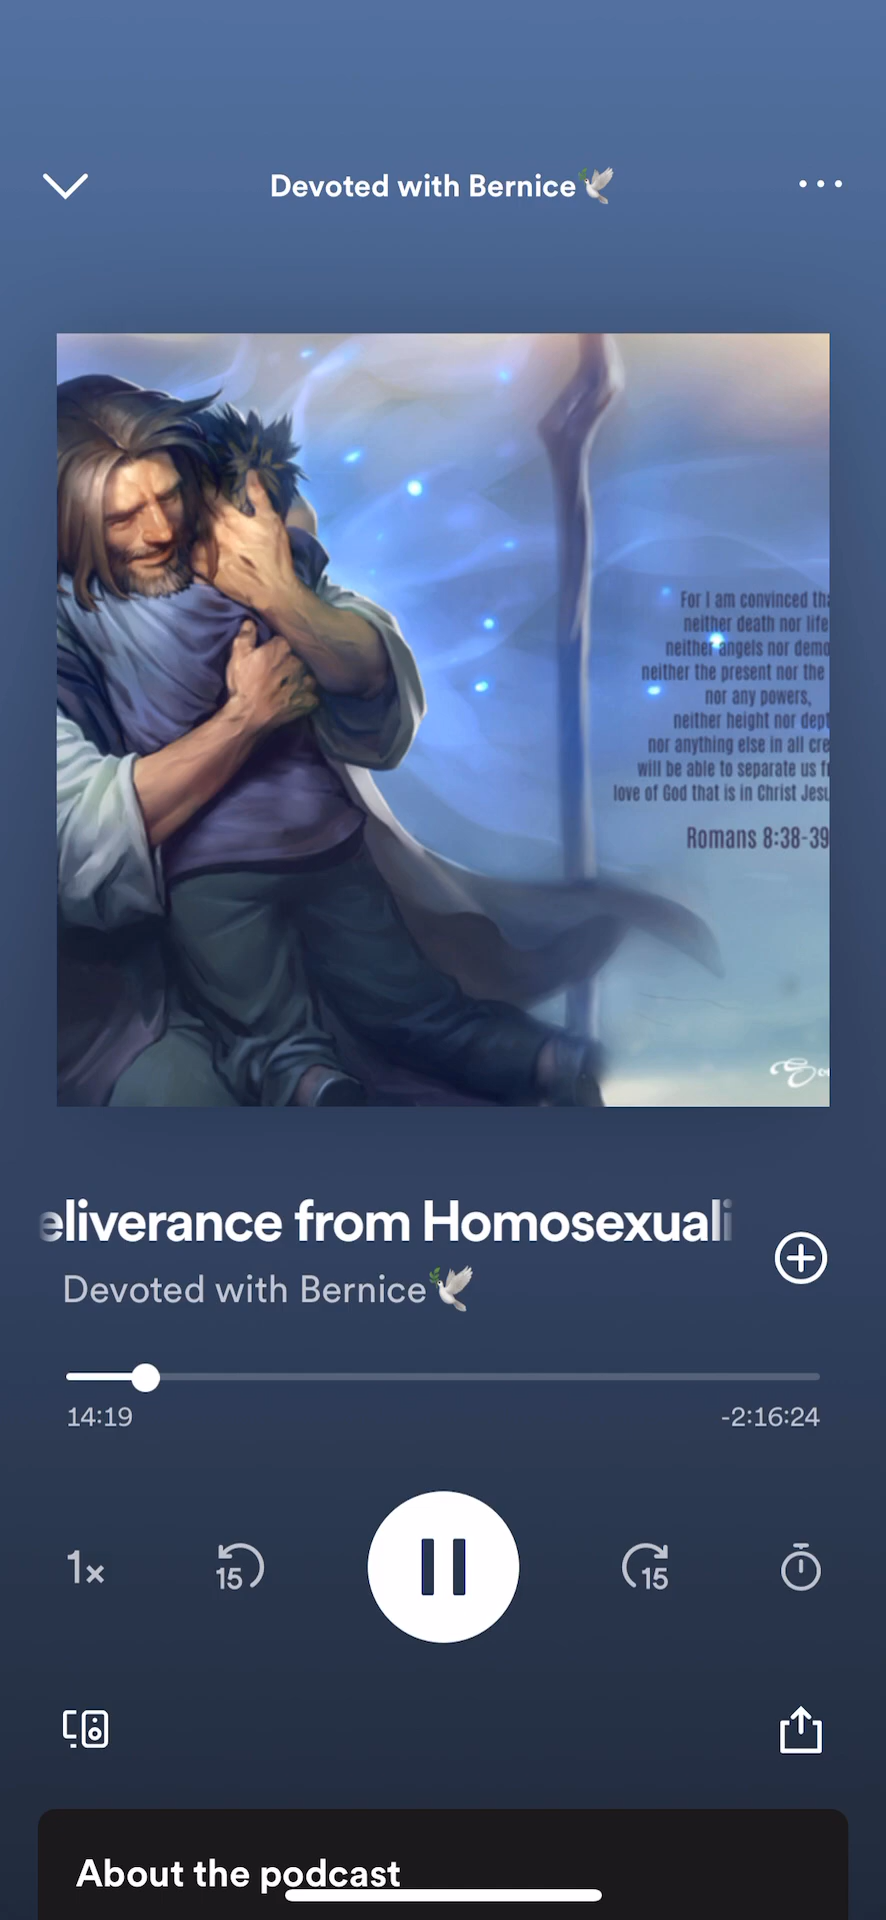 Devoted with Bernice🕊️
For I am convinced tha
neither death nor life
neither angels nor demo
neither the present nor the
nor any powers,
neither height nor dept
nor anything else in all cre
will be able to separate us f
love of God that is in Christ Jesu
Romans 8:38-39
eliverance from Homosexuali
Devoted with Bernice🕊️
14:19
-2:16:24
1×
15
15
About the podcast